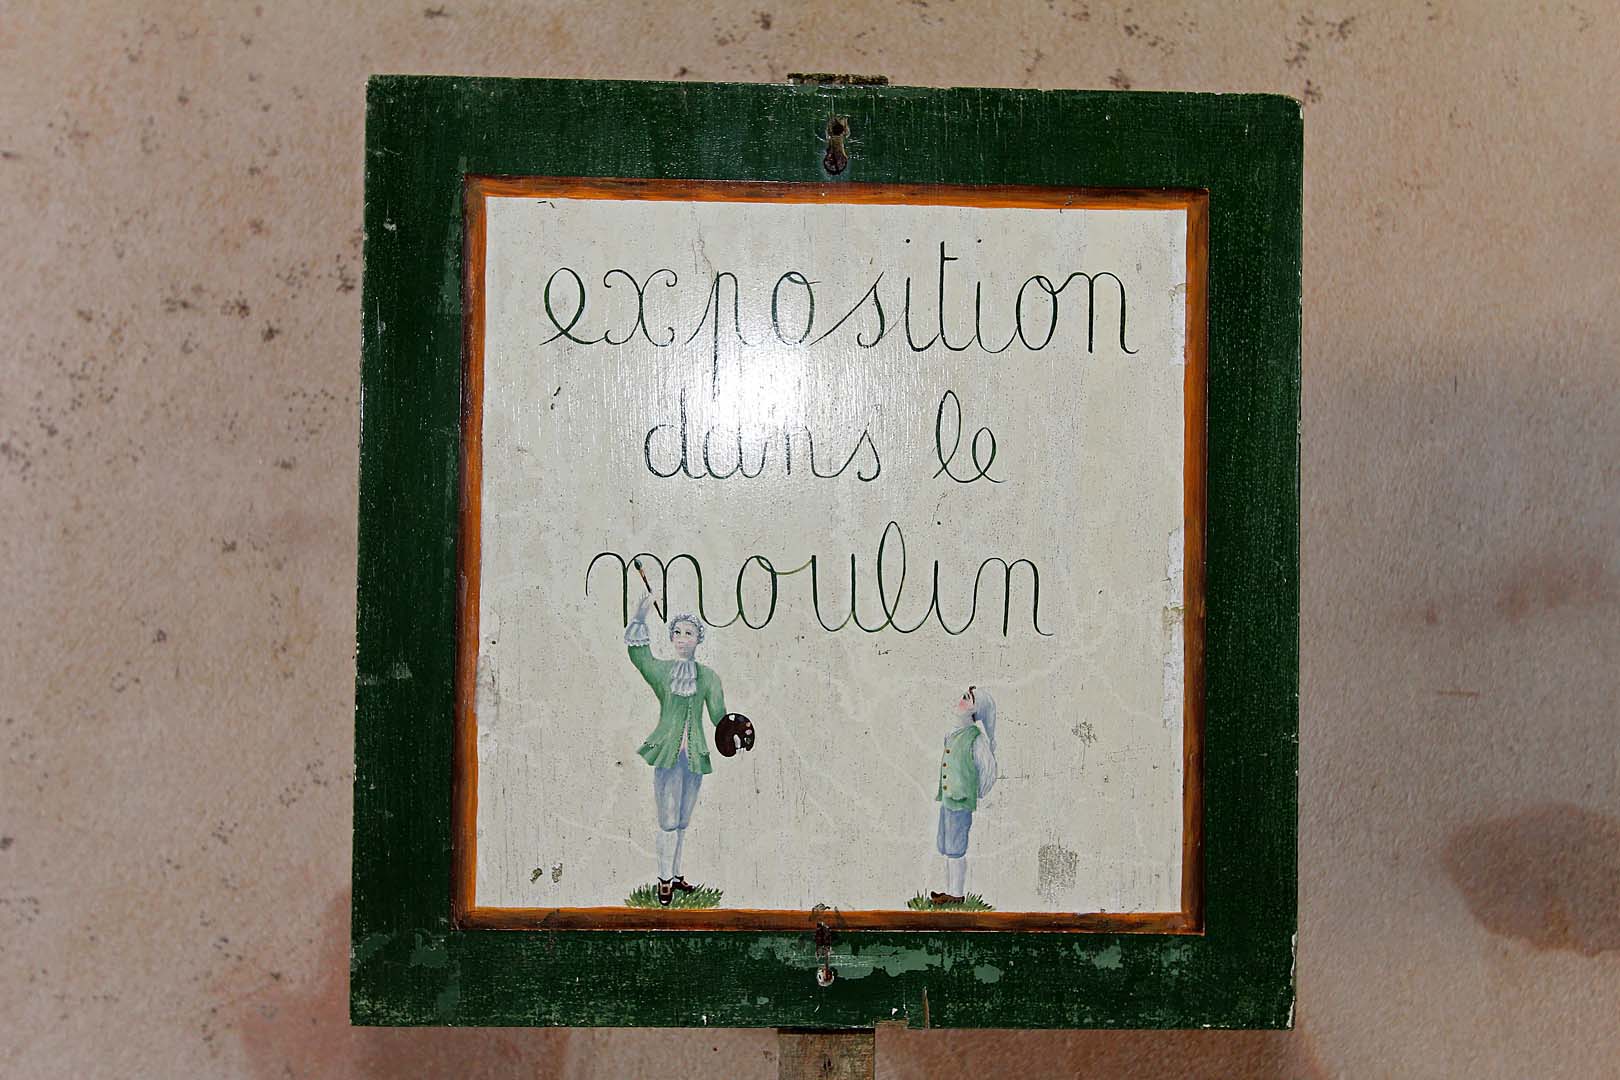 exposition
dans le
moulin